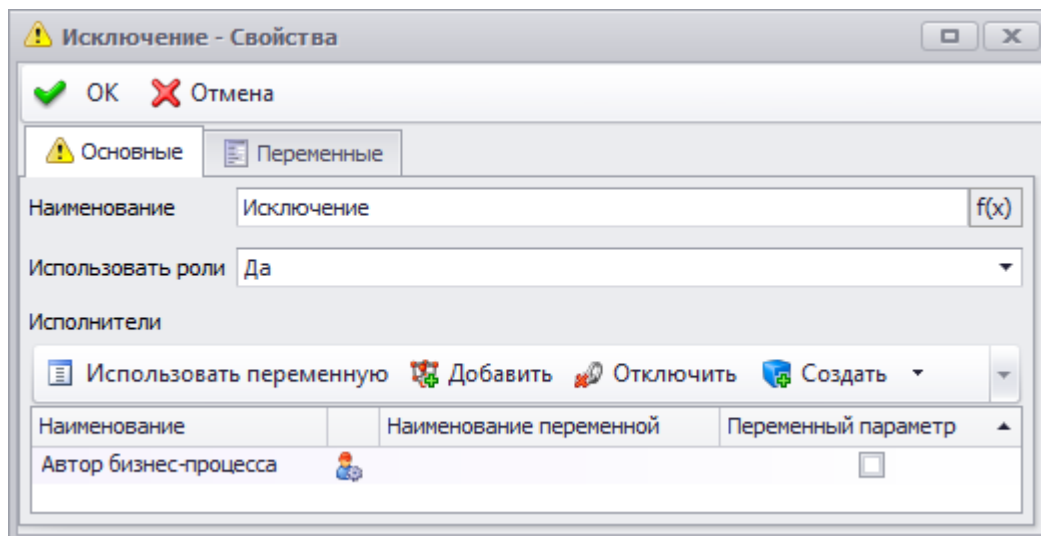 Исключение - Свойства
OK Отмена
Основные Переменные
Наименование Исключение f(x)
Использовать роли Да
Исполнители
Использовать переменную Добавить Отключить Создать
Наименование Наименование переменной Переменный параметр
Автор бизнес-процесса